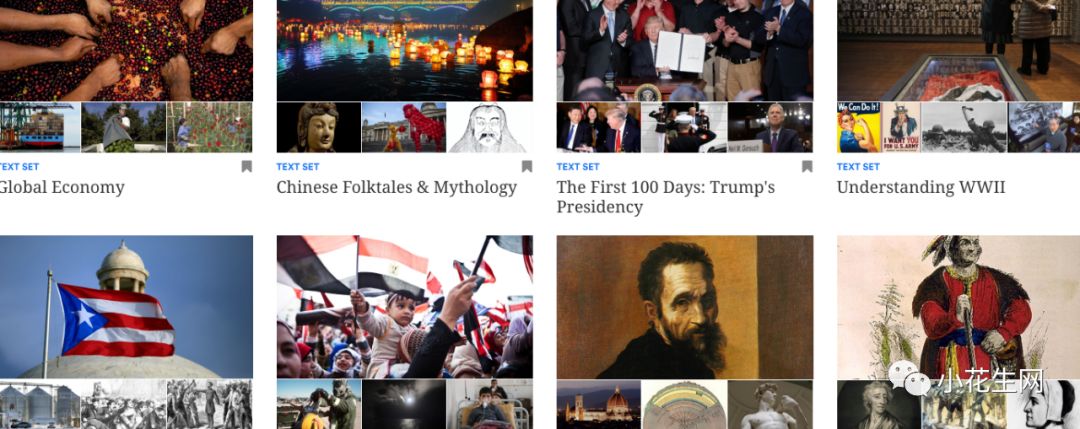 We Can Do It!
I WANT YOU
FOR U.S. ARMY
TEXT SET
Global Economy
TEXT SET
Chinese Folktales & Mythology
TEXT SET
The First 100 Days: Trump's
Presidency
TEXT SET
Understanding WWII
小花生网